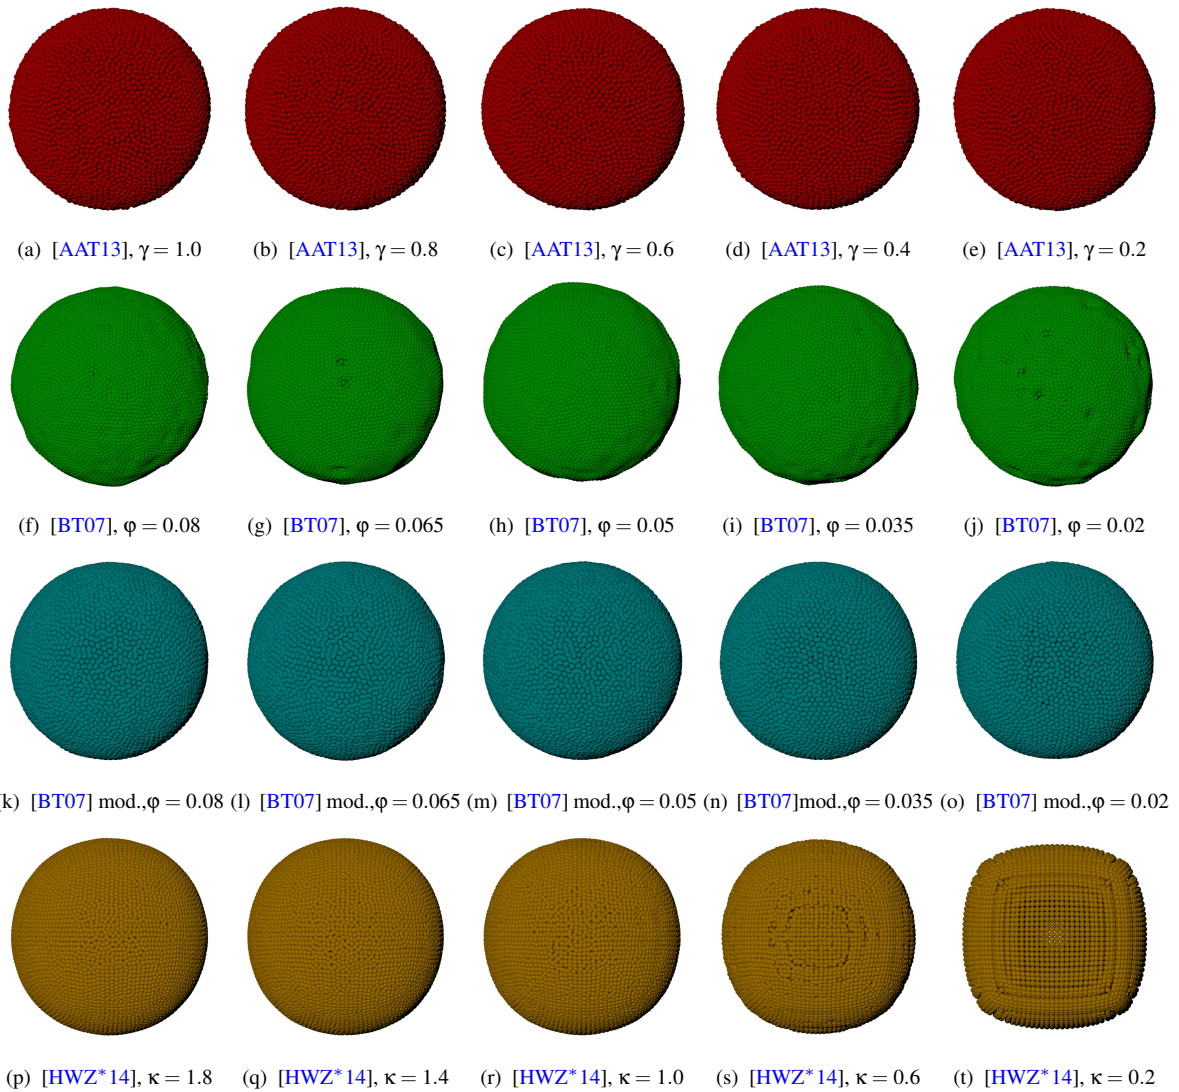 (a) [AAT13], γ = 1.0 (b) [AAT13], γ = 0.8 (c) [AAT13], γ = 0.6 (d) [AAT13], γ = 0.4 (e) [AAT13], γ = 0.2
(f) [BT07], φ = 0.08 (g) [BT07], φ = 0.065 (h) [BT07], φ = 0.05 (i) [BT07], φ = 0.035 (j) [BT07], φ = 0.02
k) [BT07] mod.,φ = 0.08 (l) [BT07] mod.,φ = 0.065 (m) [BT07] mod.,φ = 0.05 (n) [BT07]mod.,φ = 0.035 (o) [BT07] mod.,φ = 0.02
(p) [HWZ*14], κ = 1.8 (q) [HWZ*14], κ = 1.4 (r) [HWZ*14], κ = 1.0 (s) [HWZ*14], κ = 0.6 (t) [HWZ*14], κ = 0.2